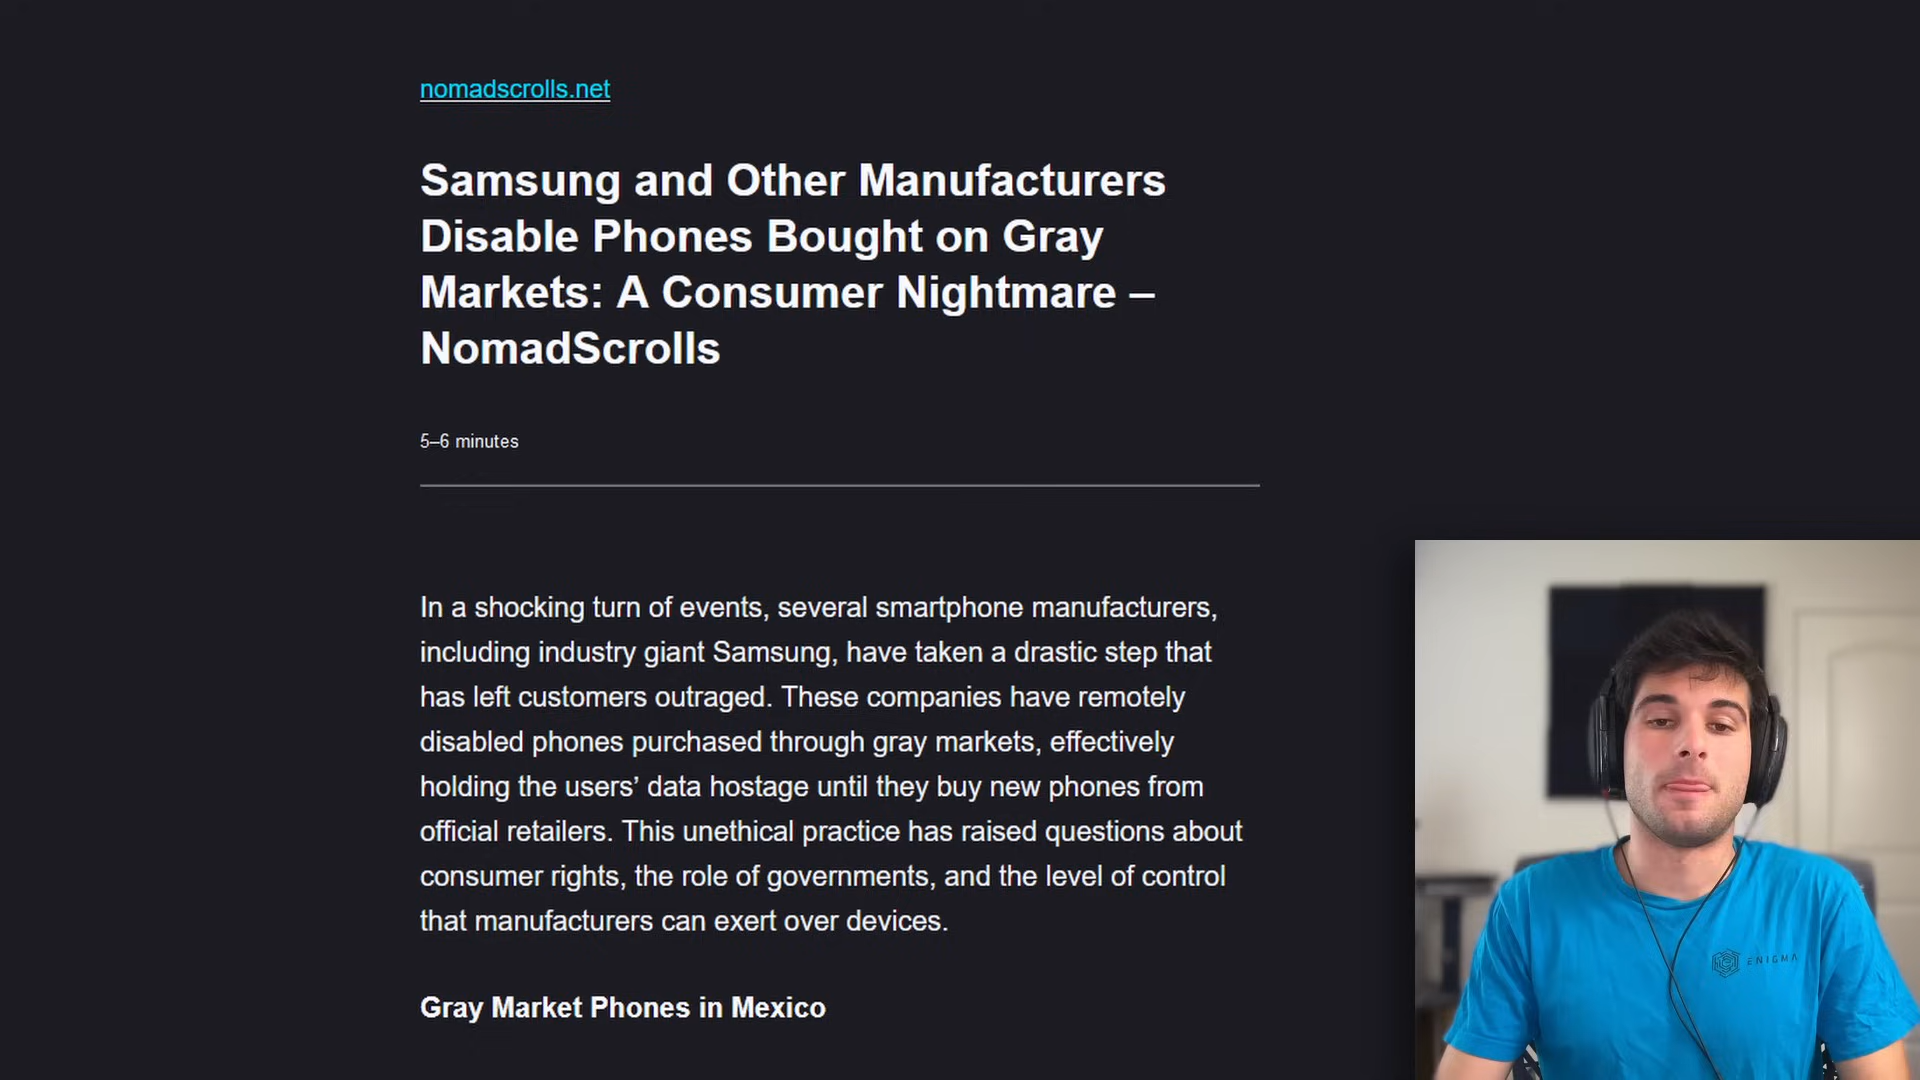 nomadscrolls.net
Samsung and Other Manufacturers
Disable Phones Bought on Gray
Markets: A Consumer Nightmare –
NomadScrolls
5–6 minutes
In a shocking turn of events, several smartphone manufacturers,
including industry giant Samsung, have taken a drastic step that
has left customers outraged. These companies have remotely
disabled phones purchased through gray markets, effectively
holding the users’ data hostage until they buy new phones from
official retailers. This unethical practice has raised questions about
consumer rights, the role of governments, and the level of control
that manufacturers can exert over devices.
Gray Market Phones in Mexico
ENIGMA